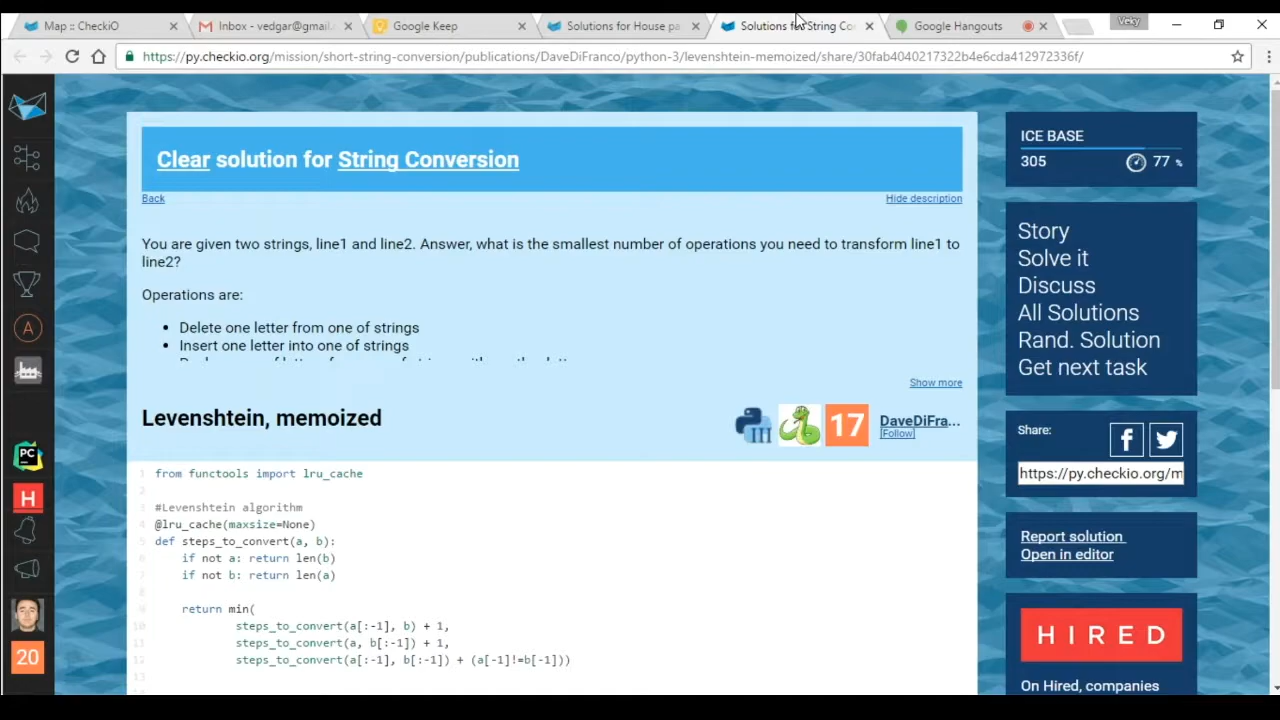 Map :: CheckiO
Inbox - vedgar@gmail.
Google Keep
Solutions for House pa
Solutions for String Co
Google Hangouts
Veky
https://py.checkio.org/mission/short-string-conversion/publications/DaveDiFranco/python-3/levenshtein-memoized/share/30fab4040217322b4e6cda412972336f/
Clear solution for String Conversion
Back
Hide description
You are given two strings, line1 and line2. Answer, what is the smallest number of operations you need to transform line1 to
line2?
Operations are:
Delete one letter from one of strings
Insert one letter into one of strings
Show more
Levenshtein, memoized
17
DaveDiFra...
[Follow]
1 from functools import lru_cache
2
3 #Levenshtein algorithm
4 @lru_cache(maxsize=None)
5 def steps_to_convert(a, b):
6 if not a: return len(b)
7 if not b: return len(a)
8
9 return min(
10 steps_to_convert(a[:-1], b) + 1,
11 steps_to_convert(a, b[:-1]) + 1,
12 steps_to_convert(a[:-1], b[:-1]) + (a[-1]!=b[-1]))
13
ICE BASE
305
77 %
Story
Solve it
Discuss
All Solutions
Rand. Solution
Get next task
Share:
https://py.checkio.org/m
Report solution
Open in editor
HIRED
On Hired, companies
A
PC
H
20